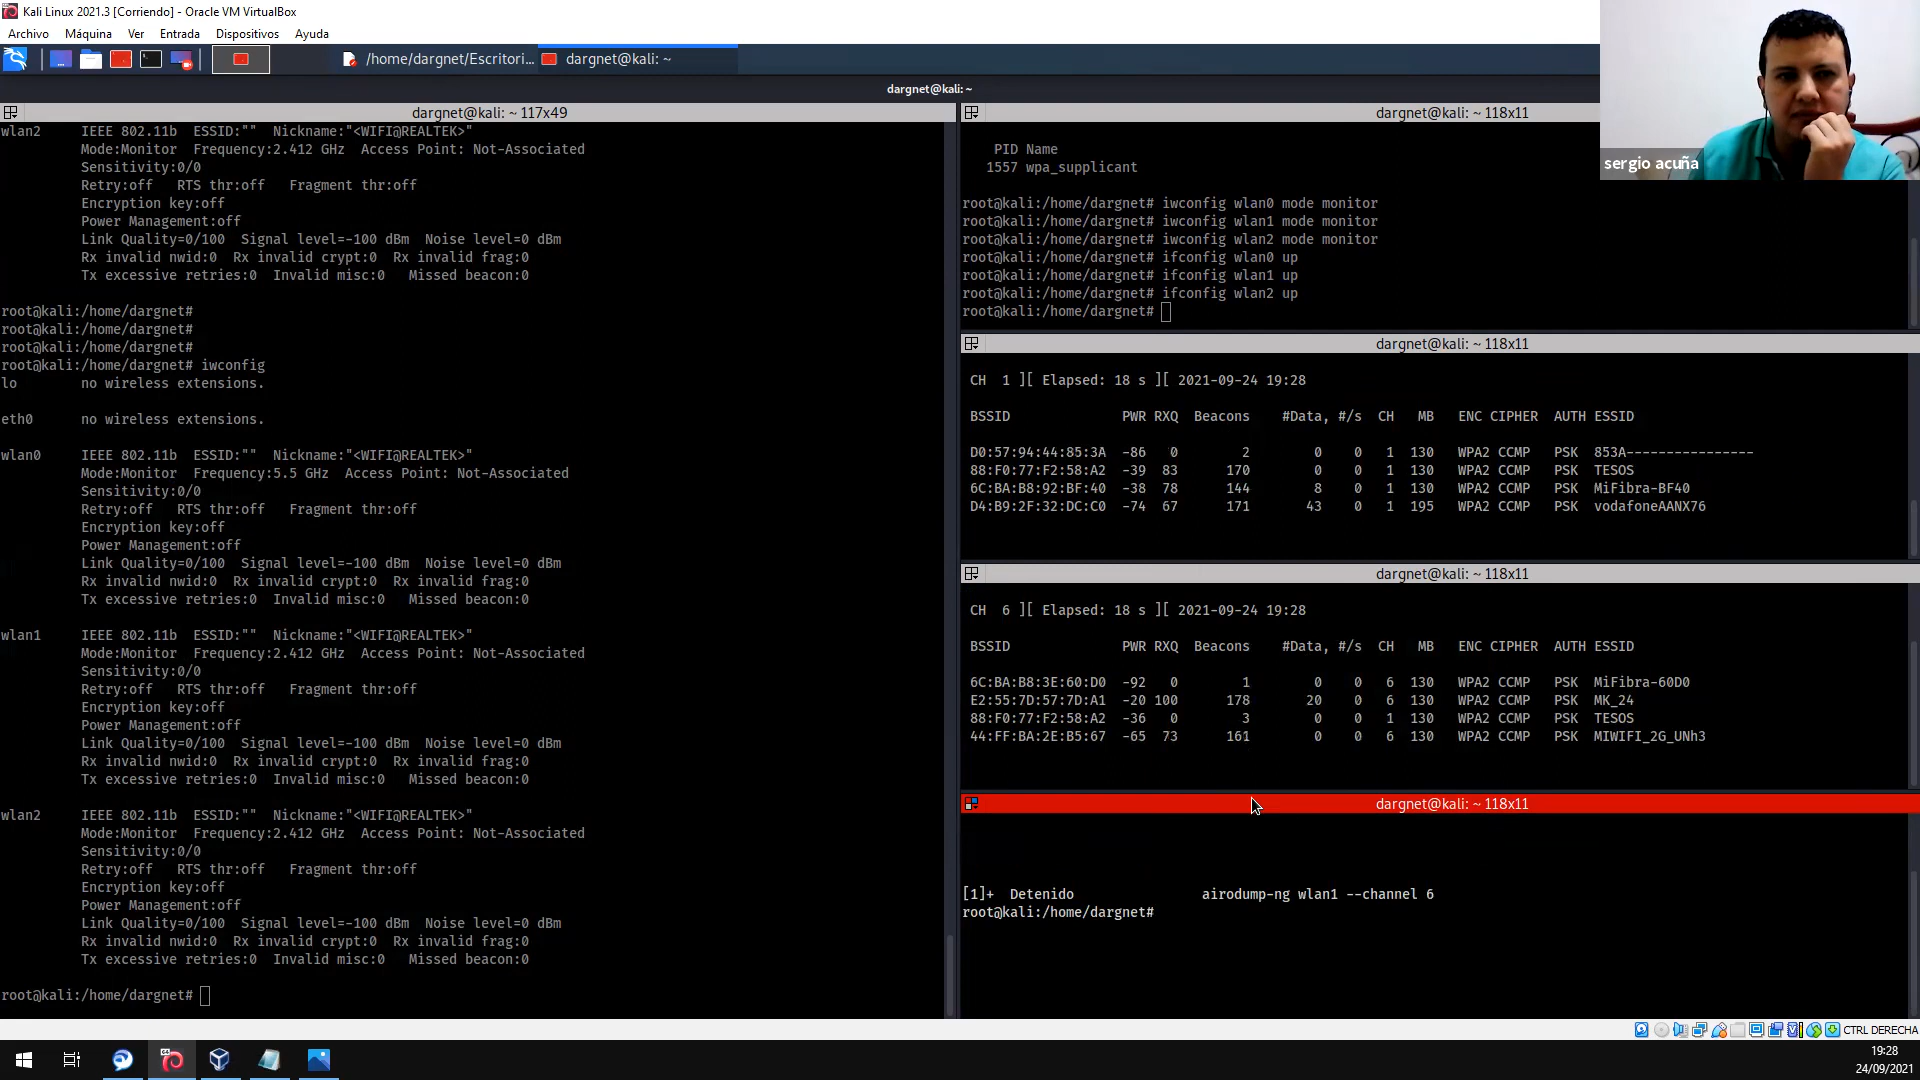 Kali Linux 2021.3 [Corriendo] - Oracle VM VirtualBox
Archivo Máquina Ver Entrada Dispositivos Ayuda
/home/dargnet/Escritori... dargnet@kali: ~
dargnet@kali: ~
dargnet@kali: ~ 117x49
wlan2 IEEE 802.11b ESSID:"" Nickname:"<WIFI@REALTEK>"
Mode:Monitor Frequency:2.412 GHz Access Point: Not-Associated
Sensitivity:0/0
Retry:off RTS thr:off Fragment thr:off
Encryption key:off
Power Management:off
Link Quality=0/100 Signal level=-100 dBm Noise level=0 dBm
Rx invalid nwid:0 Rx invalid crypt:0 Rx invalid frag:0
Tx excessive retries:0 Invalid misc:0 Missed beacon:0
root@kali:/home/dargnet#
root@kali:/home/dargnet#
root@kali:/home/dargnet#
root@kali:/home/dargnet# iwconfig
lo no wireless extensions.
eth0 no wireless extensions.
wlan0 IEEE 802.11b ESSID:"" Nickname:"<WIFI@REALTEK>"
Mode:Monitor Frequency:5.5 GHz Access Point: Not-Associated
Sensitivity:0/0
Retry:off RTS thr:off Fragment thr:off
Encryption key:off
Power Management:off
Link Quality=0/100 Signal level=-100 dBm Noise level=0 dBm
Rx invalid nwid:0 Rx invalid crypt:0 Rx invalid frag:0
Tx excessive retries:0 Invalid misc:0 Missed beacon:0
wlan1 IEEE 802.11b ESSID:"" Nickname:"<WIFI@REALTEK>"
Mode:Monitor Frequency:2.412 GHz Access Point: Not-Associated
Sensitivity:0/0
Retry:off RTS thr:off Fragment thr:off
Encryption key:off
Power Management:off
Link Quality=0/100 Signal level=-100 dBm Noise level=0 dBm
Rx invalid nwid:0 Rx invalid crypt:0 Rx invalid frag:0
Tx excessive retries:0 Invalid misc:0 Missed beacon:0
wlan2 IEEE 802.11b ESSID:"" Nickname:"<WIFI@REALTEK>"
Mode:Monitor Frequency:2.412 GHz Access Point: Not-Associated
Sensitivity:0/0
Retry:off RTS thr:off Fragment thr:off
Encryption key:off
Power Management:off
Link Quality=0/100 Signal level=-100 dBm Noise level=0 dBm
Rx invalid nwid:0 Rx invalid crypt:0 Rx invalid frag:0
Tx excessive retries:0 Invalid misc:0 Missed beacon:0
root@kali:/home/dargnet#
dargnet@kali: ~ 118x11
PID Name
1557 wpa_supplicant
root@kali:/home/dargnet# iwconfig wlan0 mode monitor
root@kali:/home/dargnet# iwconfig wlan1 mode monitor
root@kali:/home/dargnet# iwconfig wlan2 mode monitor
root@kali:/home/dargnet# ifconfig wlan0 up
root@kali:/home/dargnet# ifconfig wlan1 up
root@kali:/home/dargnet# ifconfig wlan2 up
root@kali:/home/dargnet#
sergio acuña
dargnet@kali: ~ 118x11
CH 1 ][ Elapsed: 18 s ][ 2021-09-24 19:28
BSSID PWR RXQ Beacons #Data, #/s CH MB ENC CIPHER AUTH ESSID
D0:57:94:44:85:3A -86 0 2 0 0 1 130 WPA2 CCMP PSK 853A----------------
88:F0:77:F2:58:A2 -39 83 170 0 0 1 130 WPA2 CCMP PSK TESOS
6C:BA:B8:92:BF:40 -38 78 144 8 0 1 130 WPA2 CCMP PSK MiFibra-BF40
D4:B9:2F:32:DC:C0 -74 67 171 43 0 1 195 WPA2 CCMP PSK vodafoneAANX76
dargnet@kali: ~ 118x11
CH 6 ][ Elapsed: 18 s ][ 2021-09-24 19:28
BSSID PWR RXQ Beacons #Data, #/s CH MB ENC CIPHER AUTH ESSID
6C:BA:B8:3E:60:D0 -92 0 1 0 0 6 130 WPA2 CCMP PSK MiFibra-60D0
E2:55:7D:57:7D:A1 -20 100 178 20 0 6 130 WPA2 CCMP PSK MK_24
88:F0:77:F2:58:A2 -36 0 3 0 0 1 130 WPA2 CCMP PSK TESOS
44:FF:BA:2E:B5:67 -65 73 161 0 0 6 130 WPA2 CCMP PSK MIWIFI_2G_UNh3
dargnet@kali: ~ 118x11
[1]+ Detenido airodump-ng wlan1 --channel 6
root@kali:/home/dargnet#
CTRL DERECHA
19:28
24/09/2021